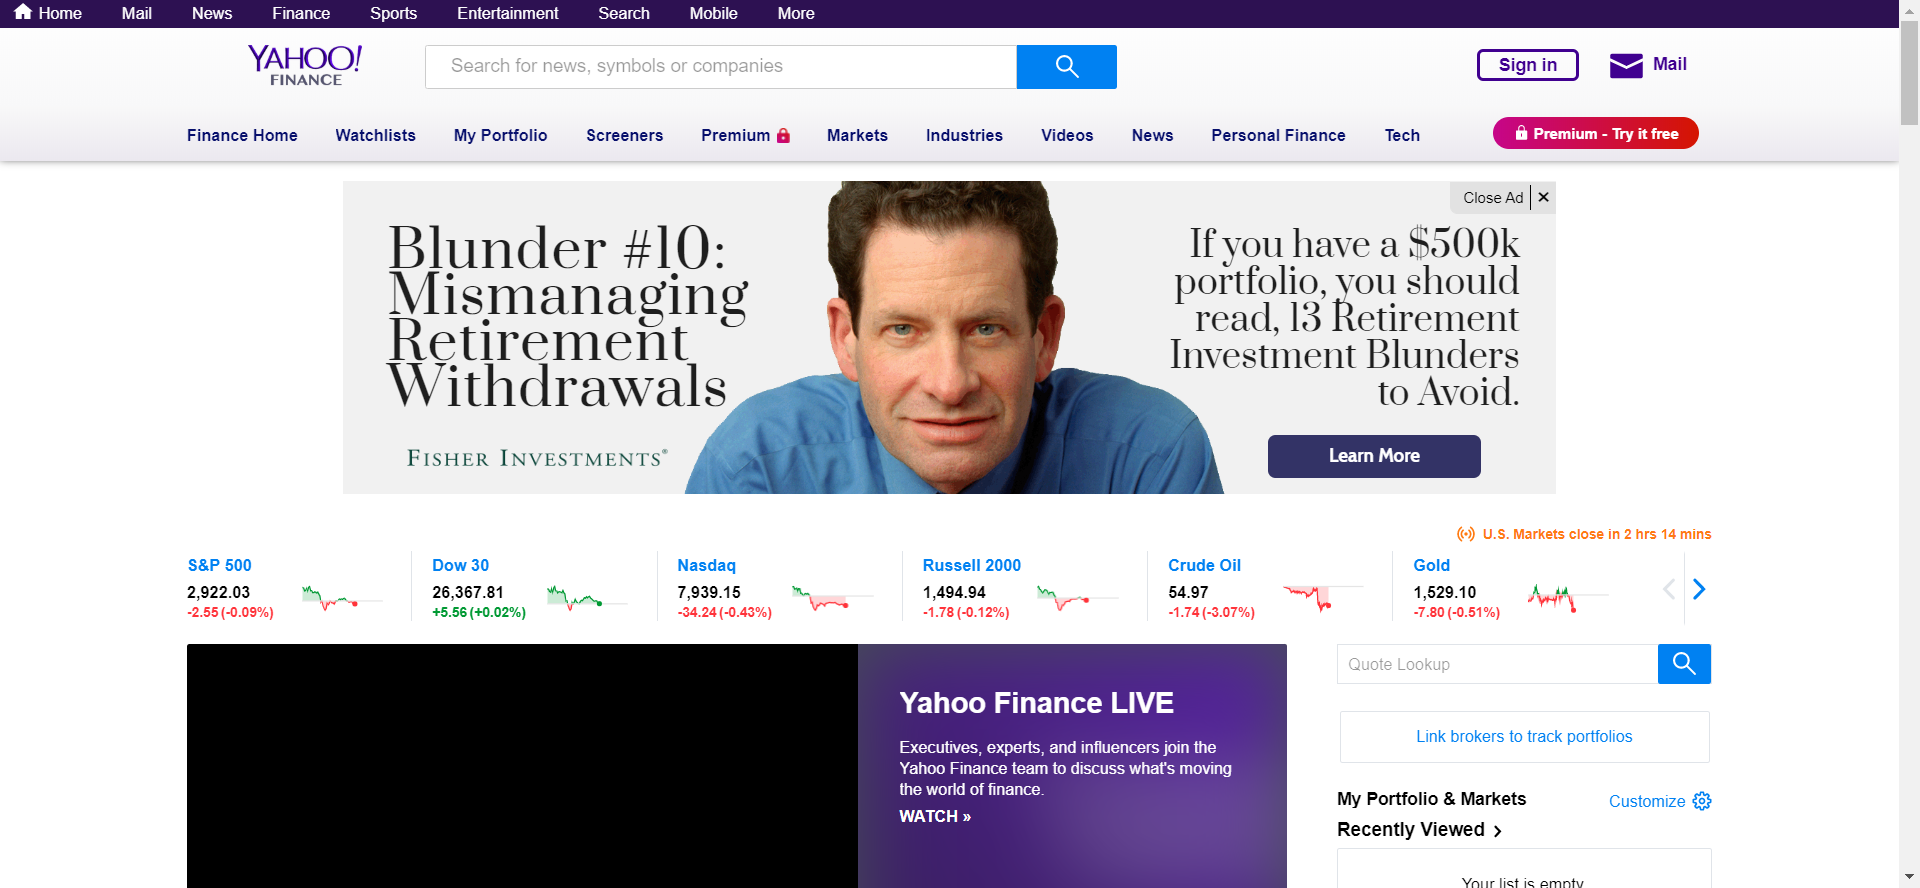 Home Mail News Finance Sports Entertainment Search Mobile More
YAHOO!
FINANCE
Search for news, symbols or companies
Sign in
Mail
Finance Home Watchlists My Portfolio Screeners Premium Markets Industries Videos News Personal Finance Tech
Premium - Try it free
Close Ad
Blunder #10:
Mismanaging
Retirement
Withdrawals
FISHER INVESTMENTS®
If you have a $500k
portfolio, you should
read, 13 Retirement
Investment Blunders
to Avoid.
Learn More
U.S. Markets close in 2 hrs 14 mins
S&P 500
2,922.03
-2.55 (-0.09%)
Dow 30
26,367.81
+5.56 (+0.02%)
Nasdaq
7,939.15
-34.24 (-0.43%)
Russell 2000
1,494.94
-1.78 (-0.12%)
Crude Oil
54.97
-1.74 (-3.07%)
Gold
1,529.10
-7.80 (-0.51%)
Yahoo Finance LIVE
Executives, experts, and influencers join the
Yahoo Finance team to discuss what's moving
the world of finance.
WATCH »
Quote Lookup
Link brokers to track portfolios
My Portfolio & Markets
Customize
Recently Viewed
Your list is empty